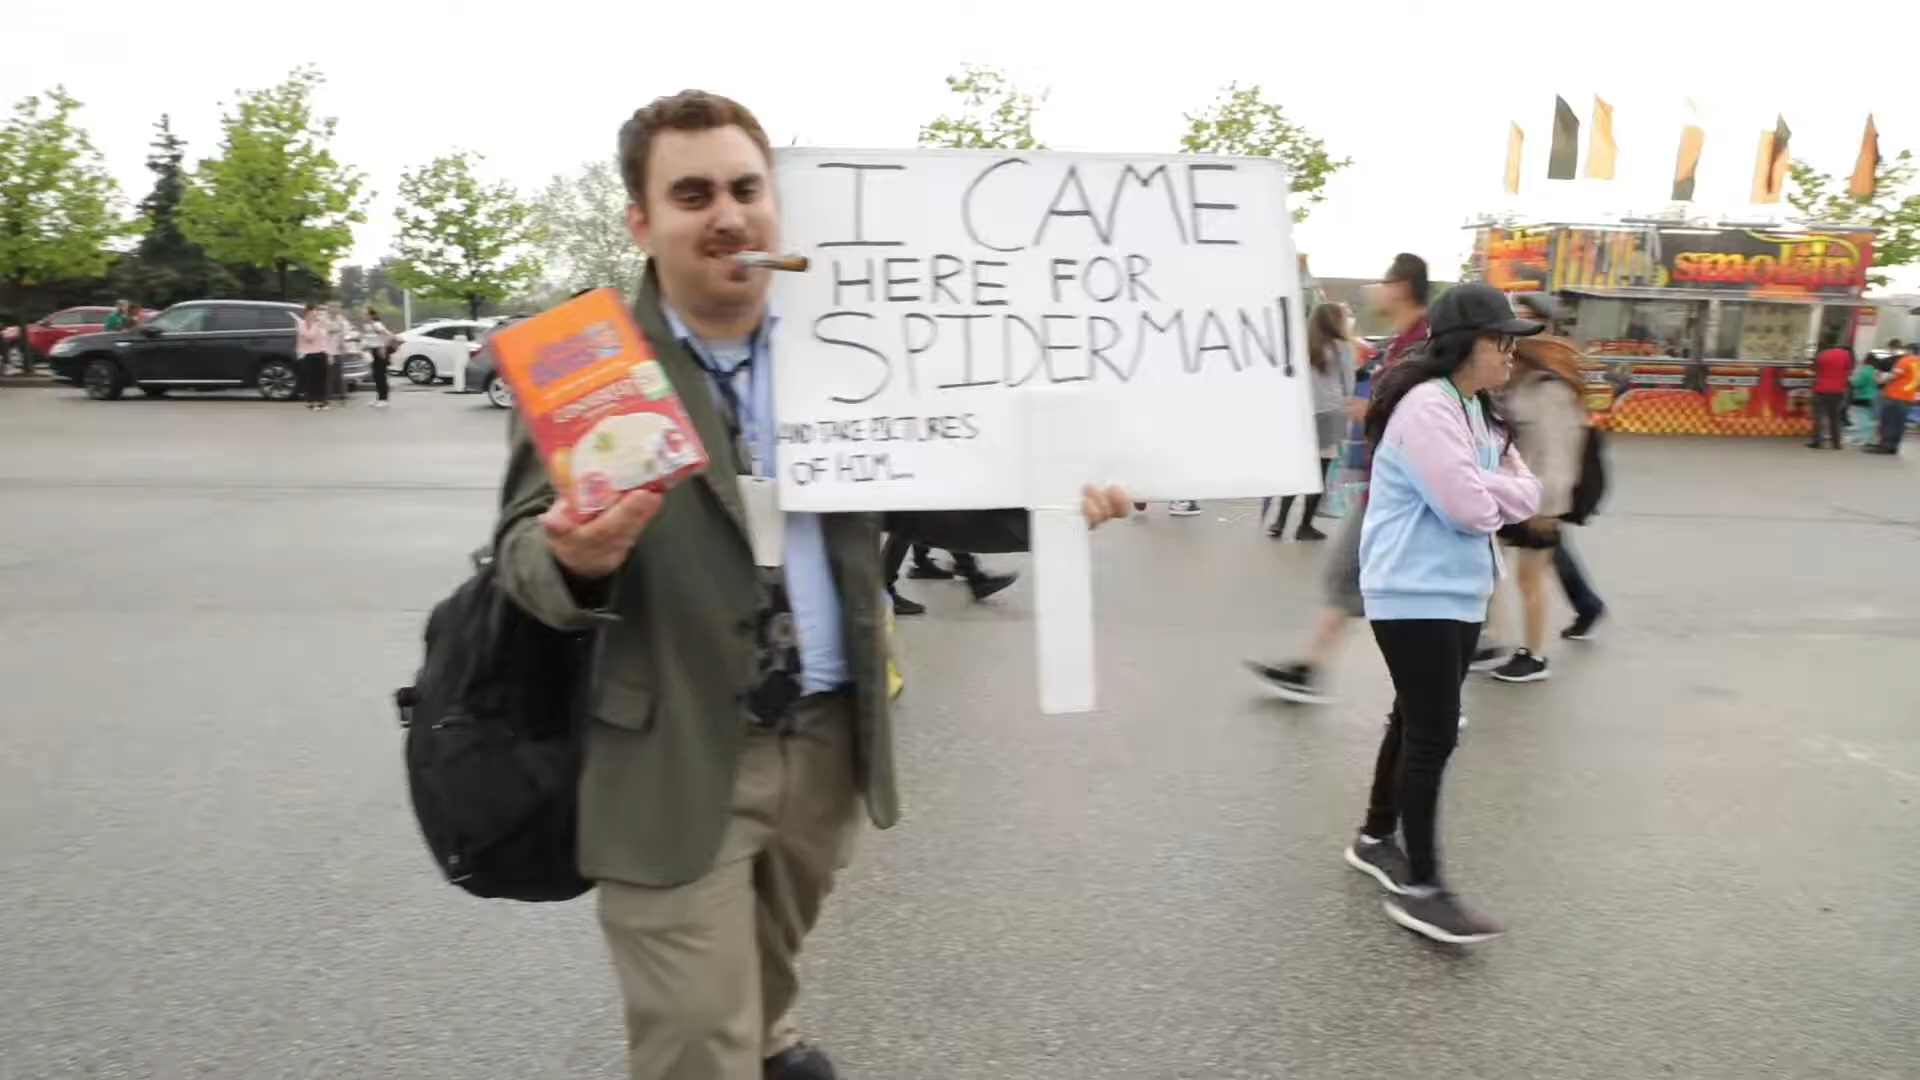 I CAME
HERE FOR
SPIDERMAN!
AND TAKE PICTURES
OF HIM...
smokin